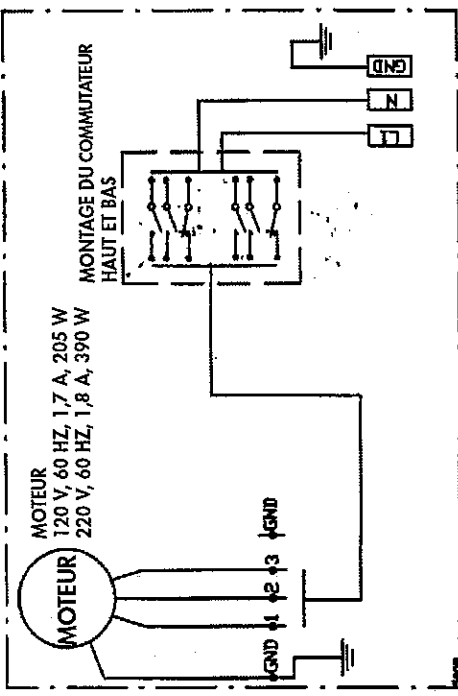 MOTEUR
120 V, 60 HZ, 1,7 A, 205 W
220 V, 60 HZ, 1,8 A, 390 W
MONTAGE DU COMMUTATEUR
HAUT ET BAS
MOTEUR
GND 1 2 3 GND
L1
N
GND